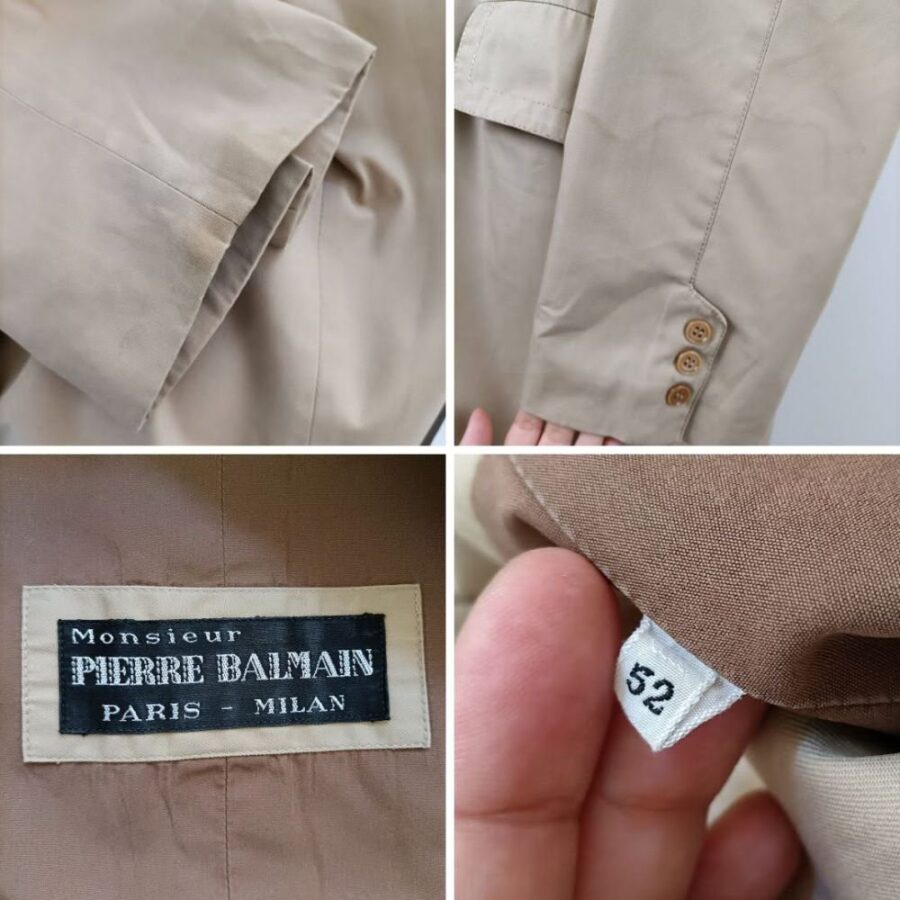 Monsieur
PIERRE BALMAIN
PARIS - MILAN
52